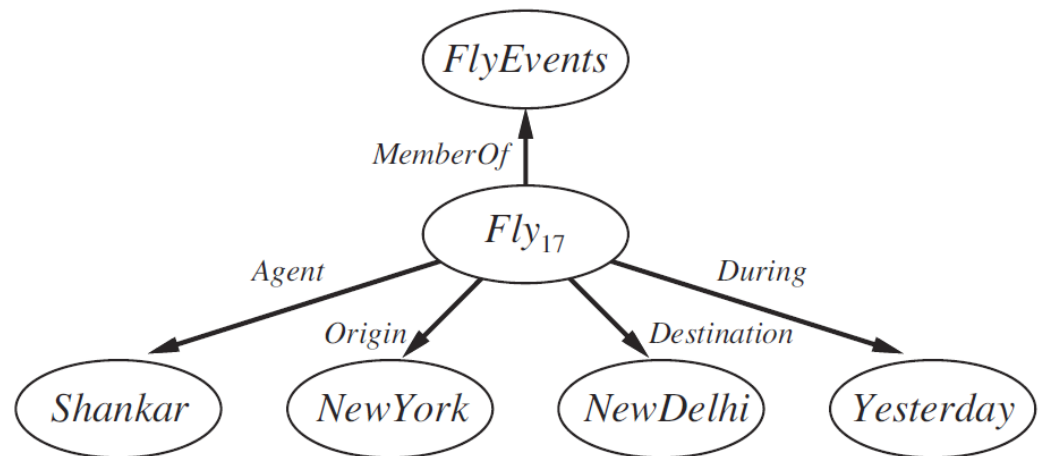 FlyEvents
MemberOf
Fly₁₇
Agent
During
Origin
Destination
Shankar
NewYork
NewDelhi
Yesterday